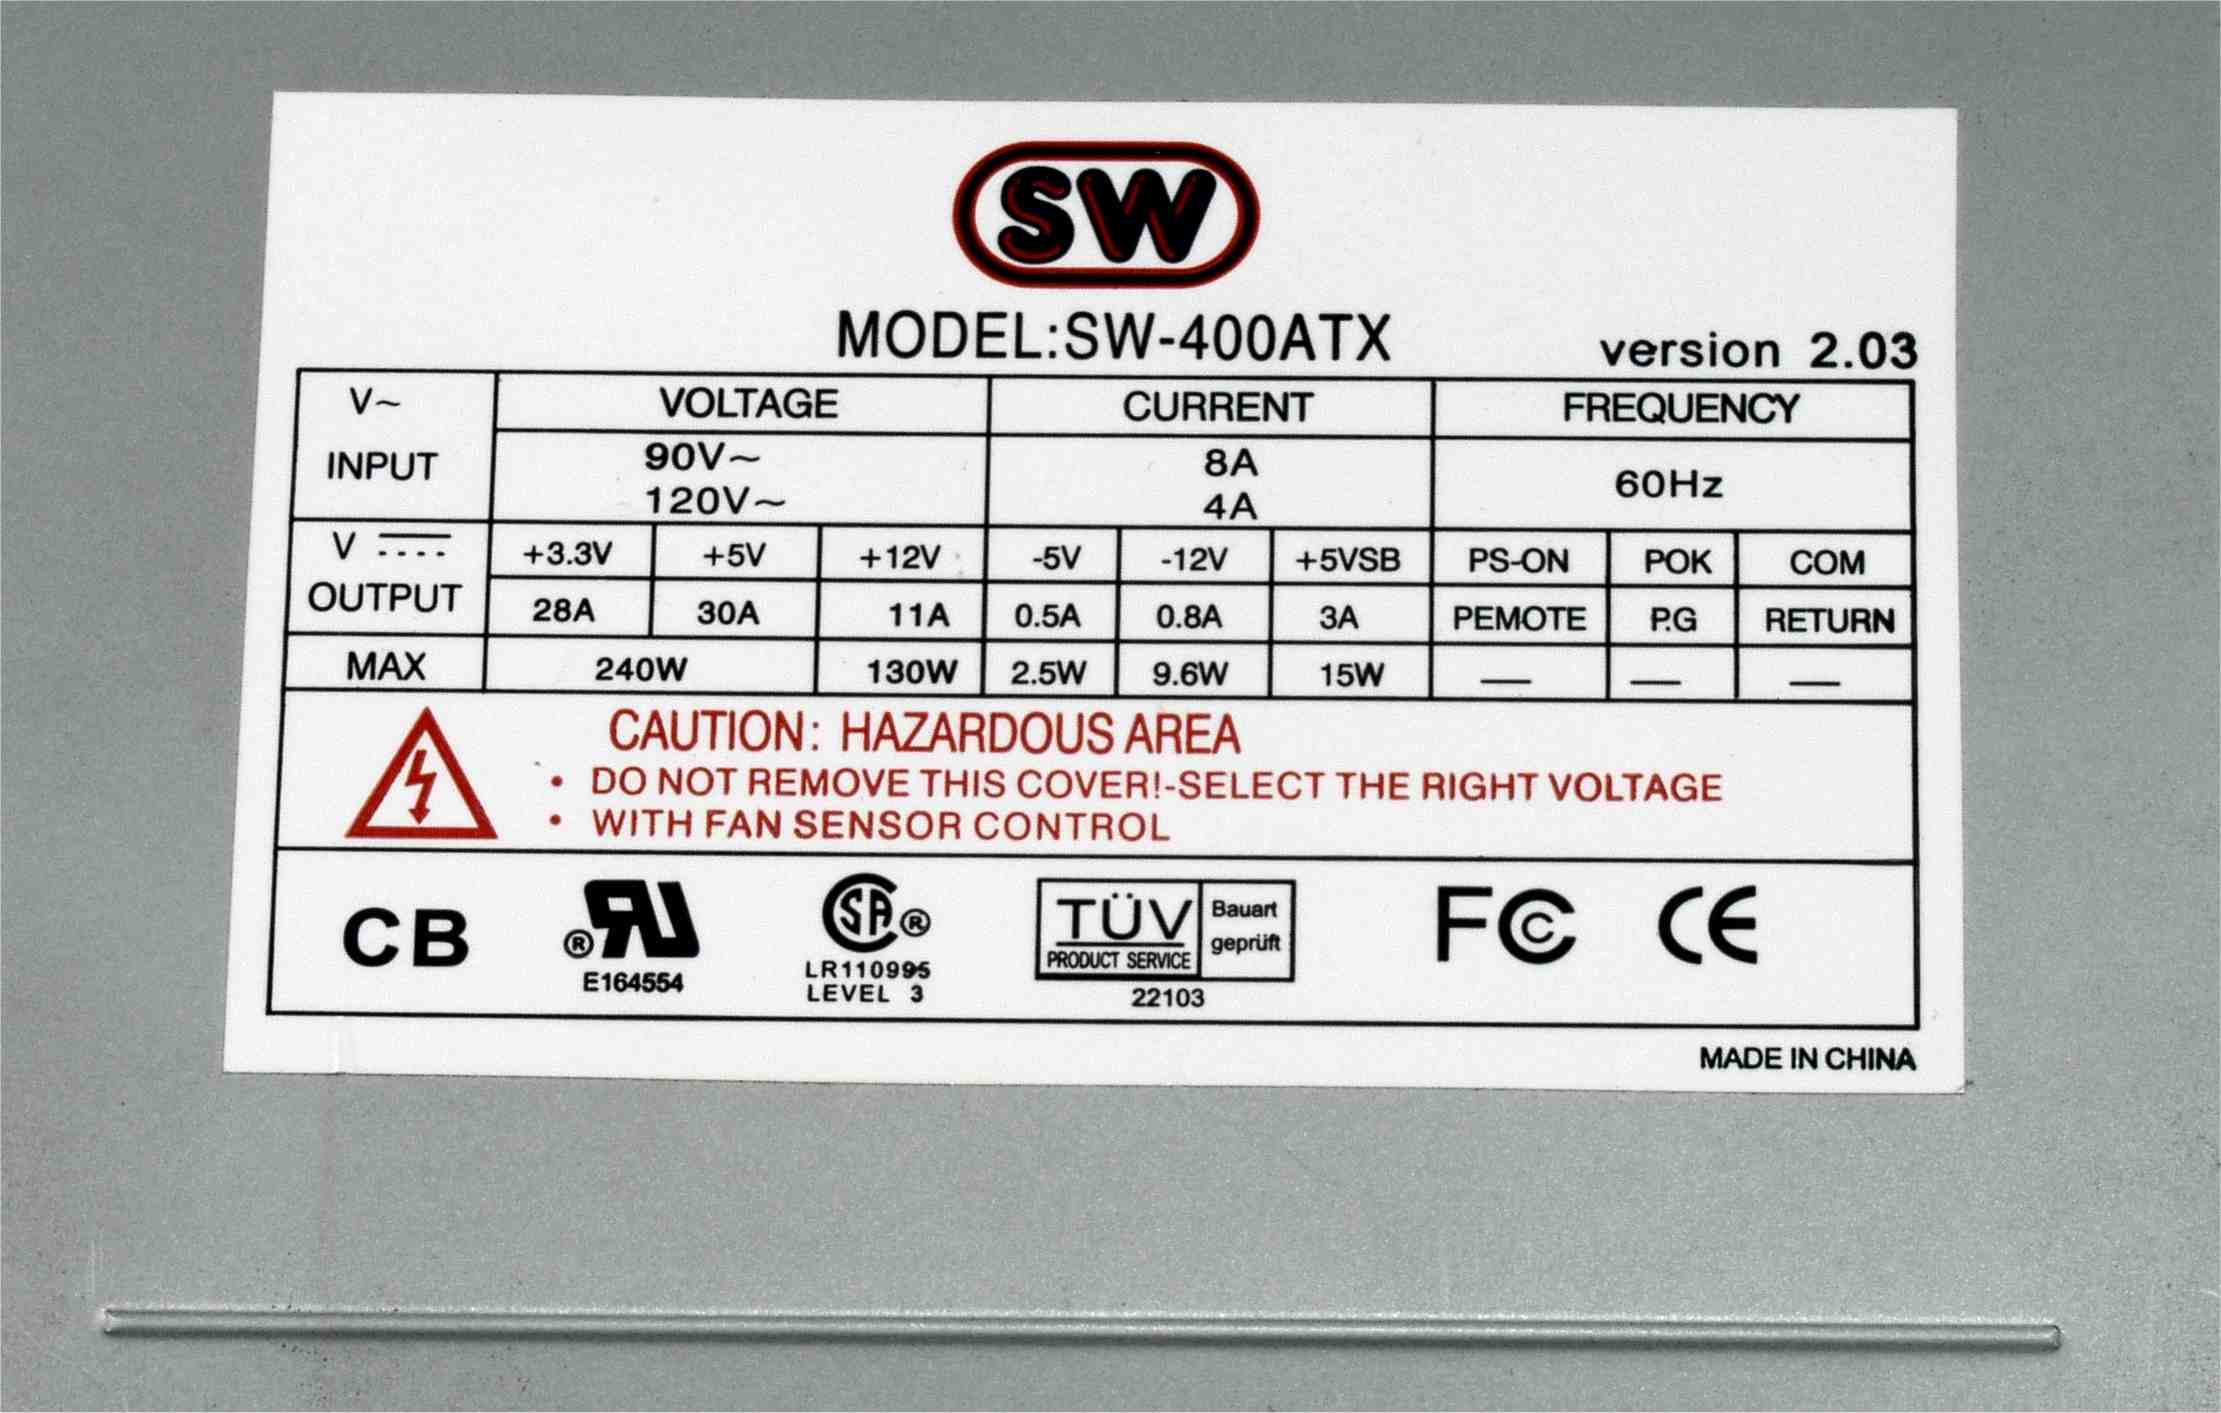 SW
MODEL:SW-400ATX
version 2.03
V~ INPUT VOLTAGE CURRENT FREQUENCY
90V~ 8A 60Hz
120V~ 4A
V OUTPUT +3.3V +5V +12V -5V -12V +5VSB PS-ON POK COM
28A 30A 11A 0.5A 0.8A 3A PEMOTE P.G RETURN
MAX 240W 130W 2.5W 9.6W 15W — — —
CAUTION: HAZARDOUS AREA
• DO NOT REMOVE THIS COVER!-SELECT THE RIGHT VOLTAGE
• WITH FAN SENSOR CONTROL
CB
RU ®
E164554
SA ®
LR110995
LEVEL 3
TÜV
PRODUCT SERVICE
Bauart
geprüft
22103
FC CE
MADE IN CHINA